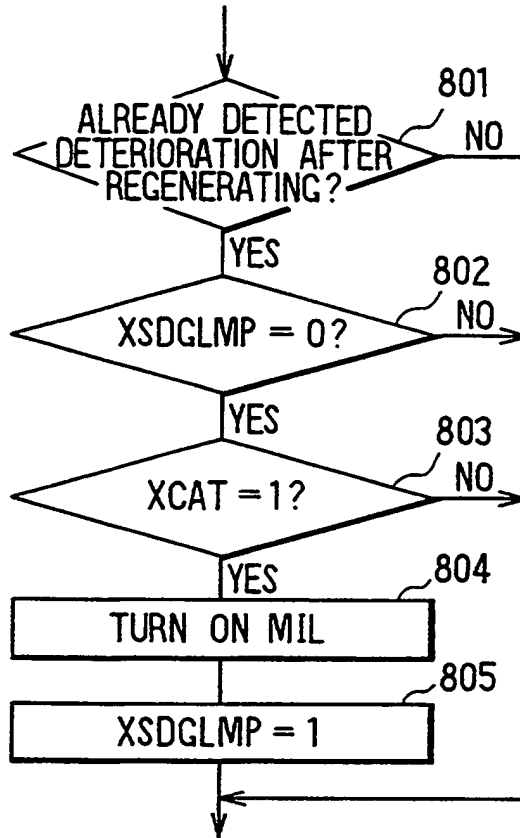 801
ALREADY DETECTED
DETERIORATION AFTER
REGENERATING?
NO
YES
802
XSDGLMP = 0?
NO
YES
803
XCAT = 1?
NO
YES
804
TURN ON MIL
805
XSDGLMP = 1